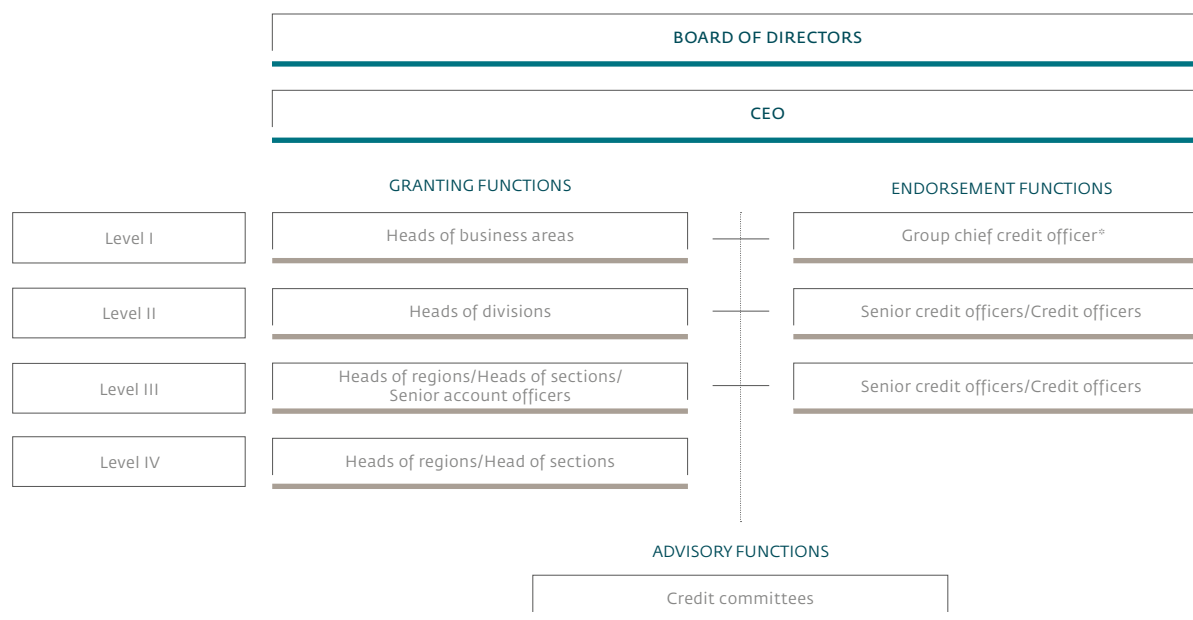 BOARD OF DIRECTORS
CEO
GRANTING FUNCTIONS
ENDORSEMENT FUNCTIONS
Level I
Heads of business areas
Group chief credit officer*
Level II
Heads of divisions
Senior credit officers/Credit officers
Level III
Heads of regions/Heads of sections/
Senior account officers
Senior credit officers/Credit officers
Level IV
Heads of regions/Head of sections
ADVISORY FUNCTIONS
Credit committees